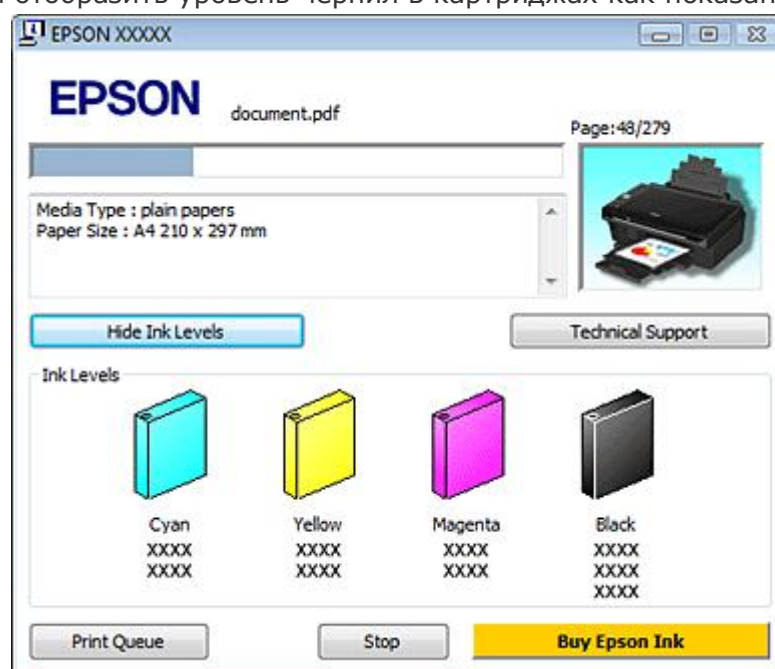 отобразить уровень чернил в картриджах как показан
EPSON XXXXX
EPSON
document.pdf
Page:48/279
Media Type : plain papers
Paper Size : A4 210 x 297 mm
Hide Ink Levels
Technical Support
Ink Levels
Cyan Yellow Magenta Black
XXXX XXXX XXXX XXXX
XXXX XXXX XXXX XXXX
XXXX
Print Queue Stop Buy Epson Ink